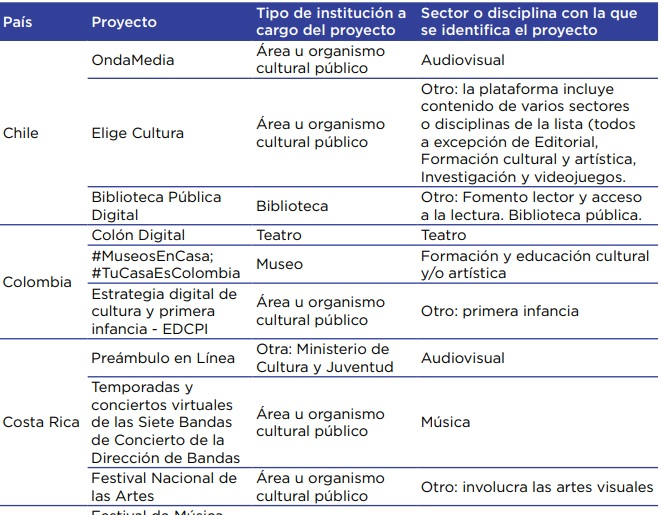 País
Proyecto
Tipo de institución a
cargo del proyecto
Sector o disciplina con la que
se identifica el proyecto
Chile
OndaMedia
Área u organismo
cultural público
Audiovisual
Elige Cultura
Área u organismo
cultural público
Otro: la plataforma incluye
contenido de varios sectores
o disciplinas de la lista (todos
a excepción de Editorial,
Formación cultural y artística,
Investigación y videojuegos.
Biblioteca Pública
Digital
Biblioteca
Otro: Fomento lector y acceso
a la lectura. Biblioteca pública.
Colombia
Colón Digital
Teatro
Teatro
#MuseosEnCasa;
#TuCasaEsColombia
Museo
Formación y educación cultural
y/o artística
Estrategia digital de
cultura y primera
infancia - EDCPI
Área u organismo
cultural público
Otro: primera infancia
Costa Rica
Preámbulo en Línea
Otra: Ministerio de
Cultura y Juventud
Audiovisual
Temporadas y
conciertos virtuales
de las Siete Bandas
de Concierto de la
Dirección de Bandas
Área u organismo
cultural público
Música
Festival Nacional de
las Artes
Área u organismo
cultural público
Otro: involucra las artes visuales
Festival de Música